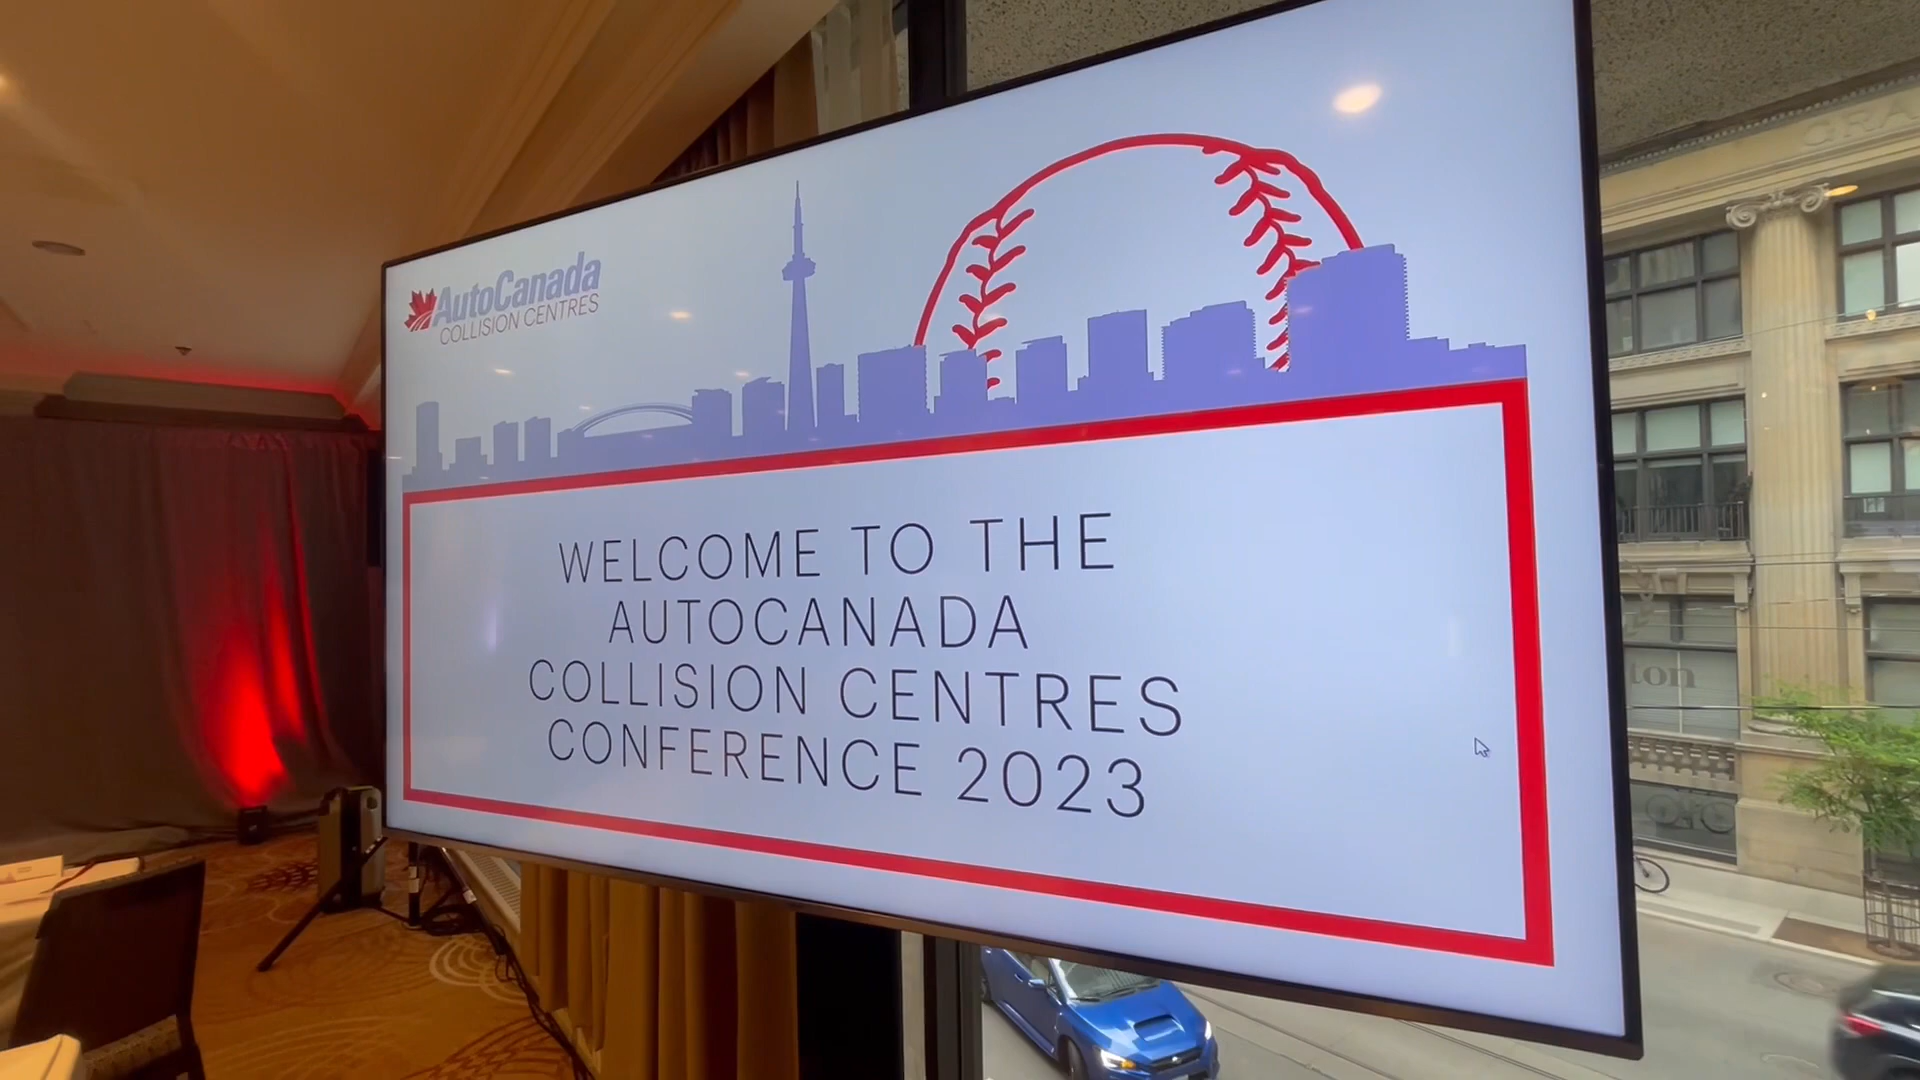 AutoCanada
COLLISION CENTRES
WELCOME TO THE
AUTOCANADA
COLLISION CENTRES
CONFERENCE 2023